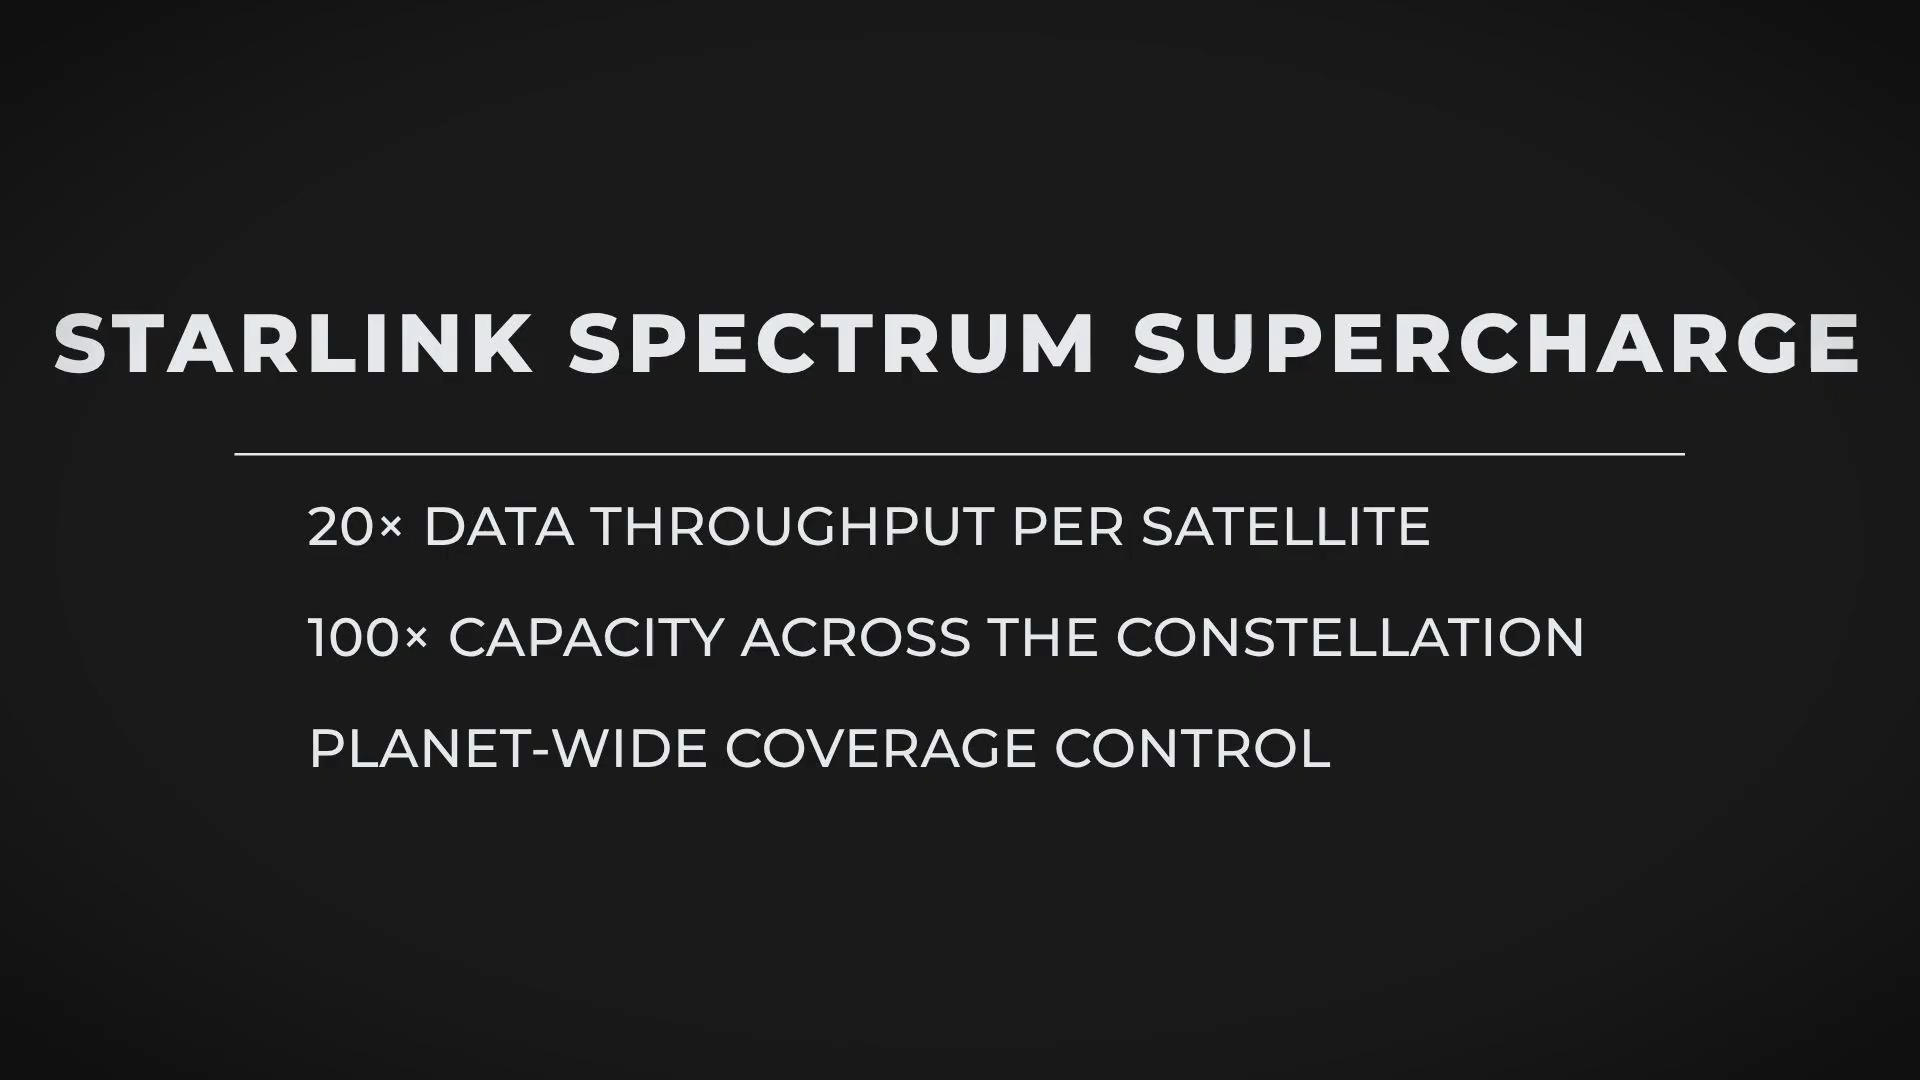 STARLINK SPECTRUM SUPERCHARGE
20× DATA THROUGHPUT PER SATELLITE
100× CAPACITY ACROSS THE CONSTELLATION
PLANET-WIDE COVERAGE CONTROL